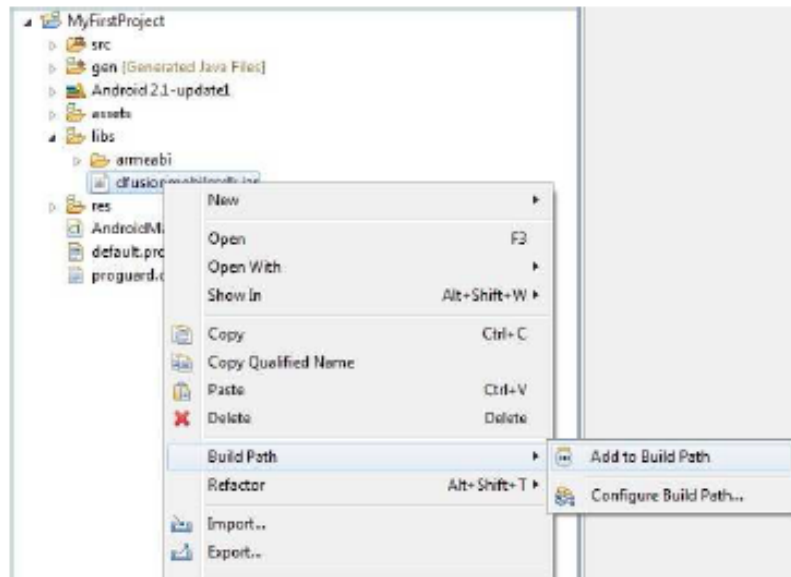 MyFirstProject
src
gen [Generated Java Files]
Android 2.1-update1
assets
libs
armeabi
dfusionmobilesdk.jar
res
default.pro
proguard.c
New
Open F3
Open With
Show In Alt+Shift+W
Copy Ctrl+C
Copy Qualified Name
Paste Ctrl+V
Delete Delete
Build Path
Add to Build Path
Refactor Alt+Shift+T
Configure Build Path...
Import...
Export...